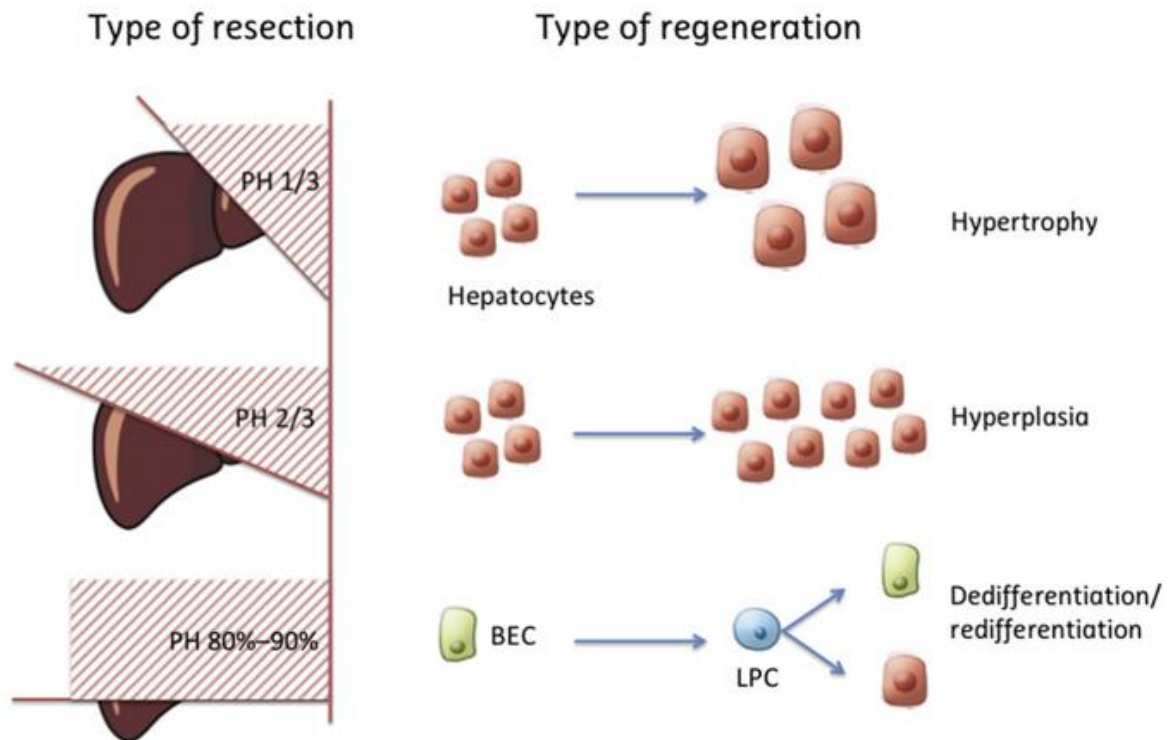 Type of resection
Type of regeneration
PH 1/3
Hepatocytes
Hypertrophy
PH 2/3
Hyperplasia
PH 80%–90%
BEC
LPC
Dedifferentiation/
redifferentiation